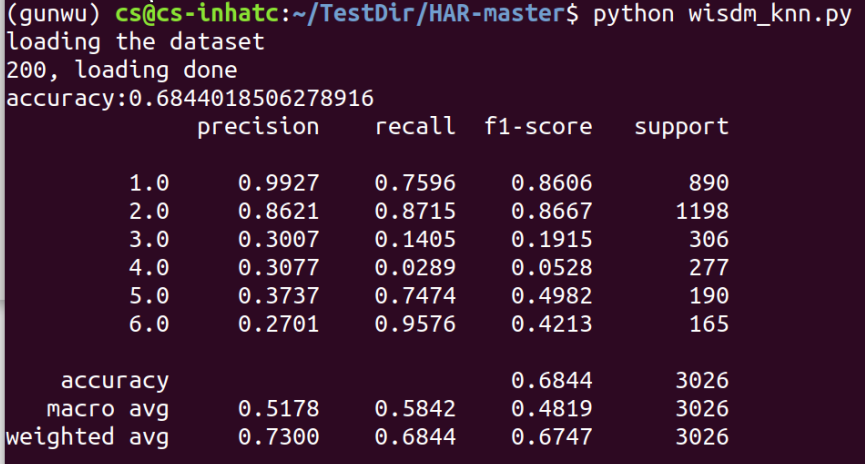 (gunwu) cs@cs-inhatc:~/TestDir/HAR-master$ python wisdm_knn.py
loading the dataset
200, loading done
accuracy:0.6844018506278916
precision recall f1-score support
1.0 0.9927 0.7596 0.8606 890
2.0 0.8621 0.8715 0.8667 1198
3.0 0.3007 0.1405 0.1915 306
4.0 0.3077 0.0289 0.0528 277
5.0 0.3737 0.7474 0.4982 190
6.0 0.2701 0.9576 0.4213 165
accuracy 0.6844 3026
macro avg 0.5178 0.5842 0.4819 3026
weighted avg 0.7300 0.6844 0.6747 3026